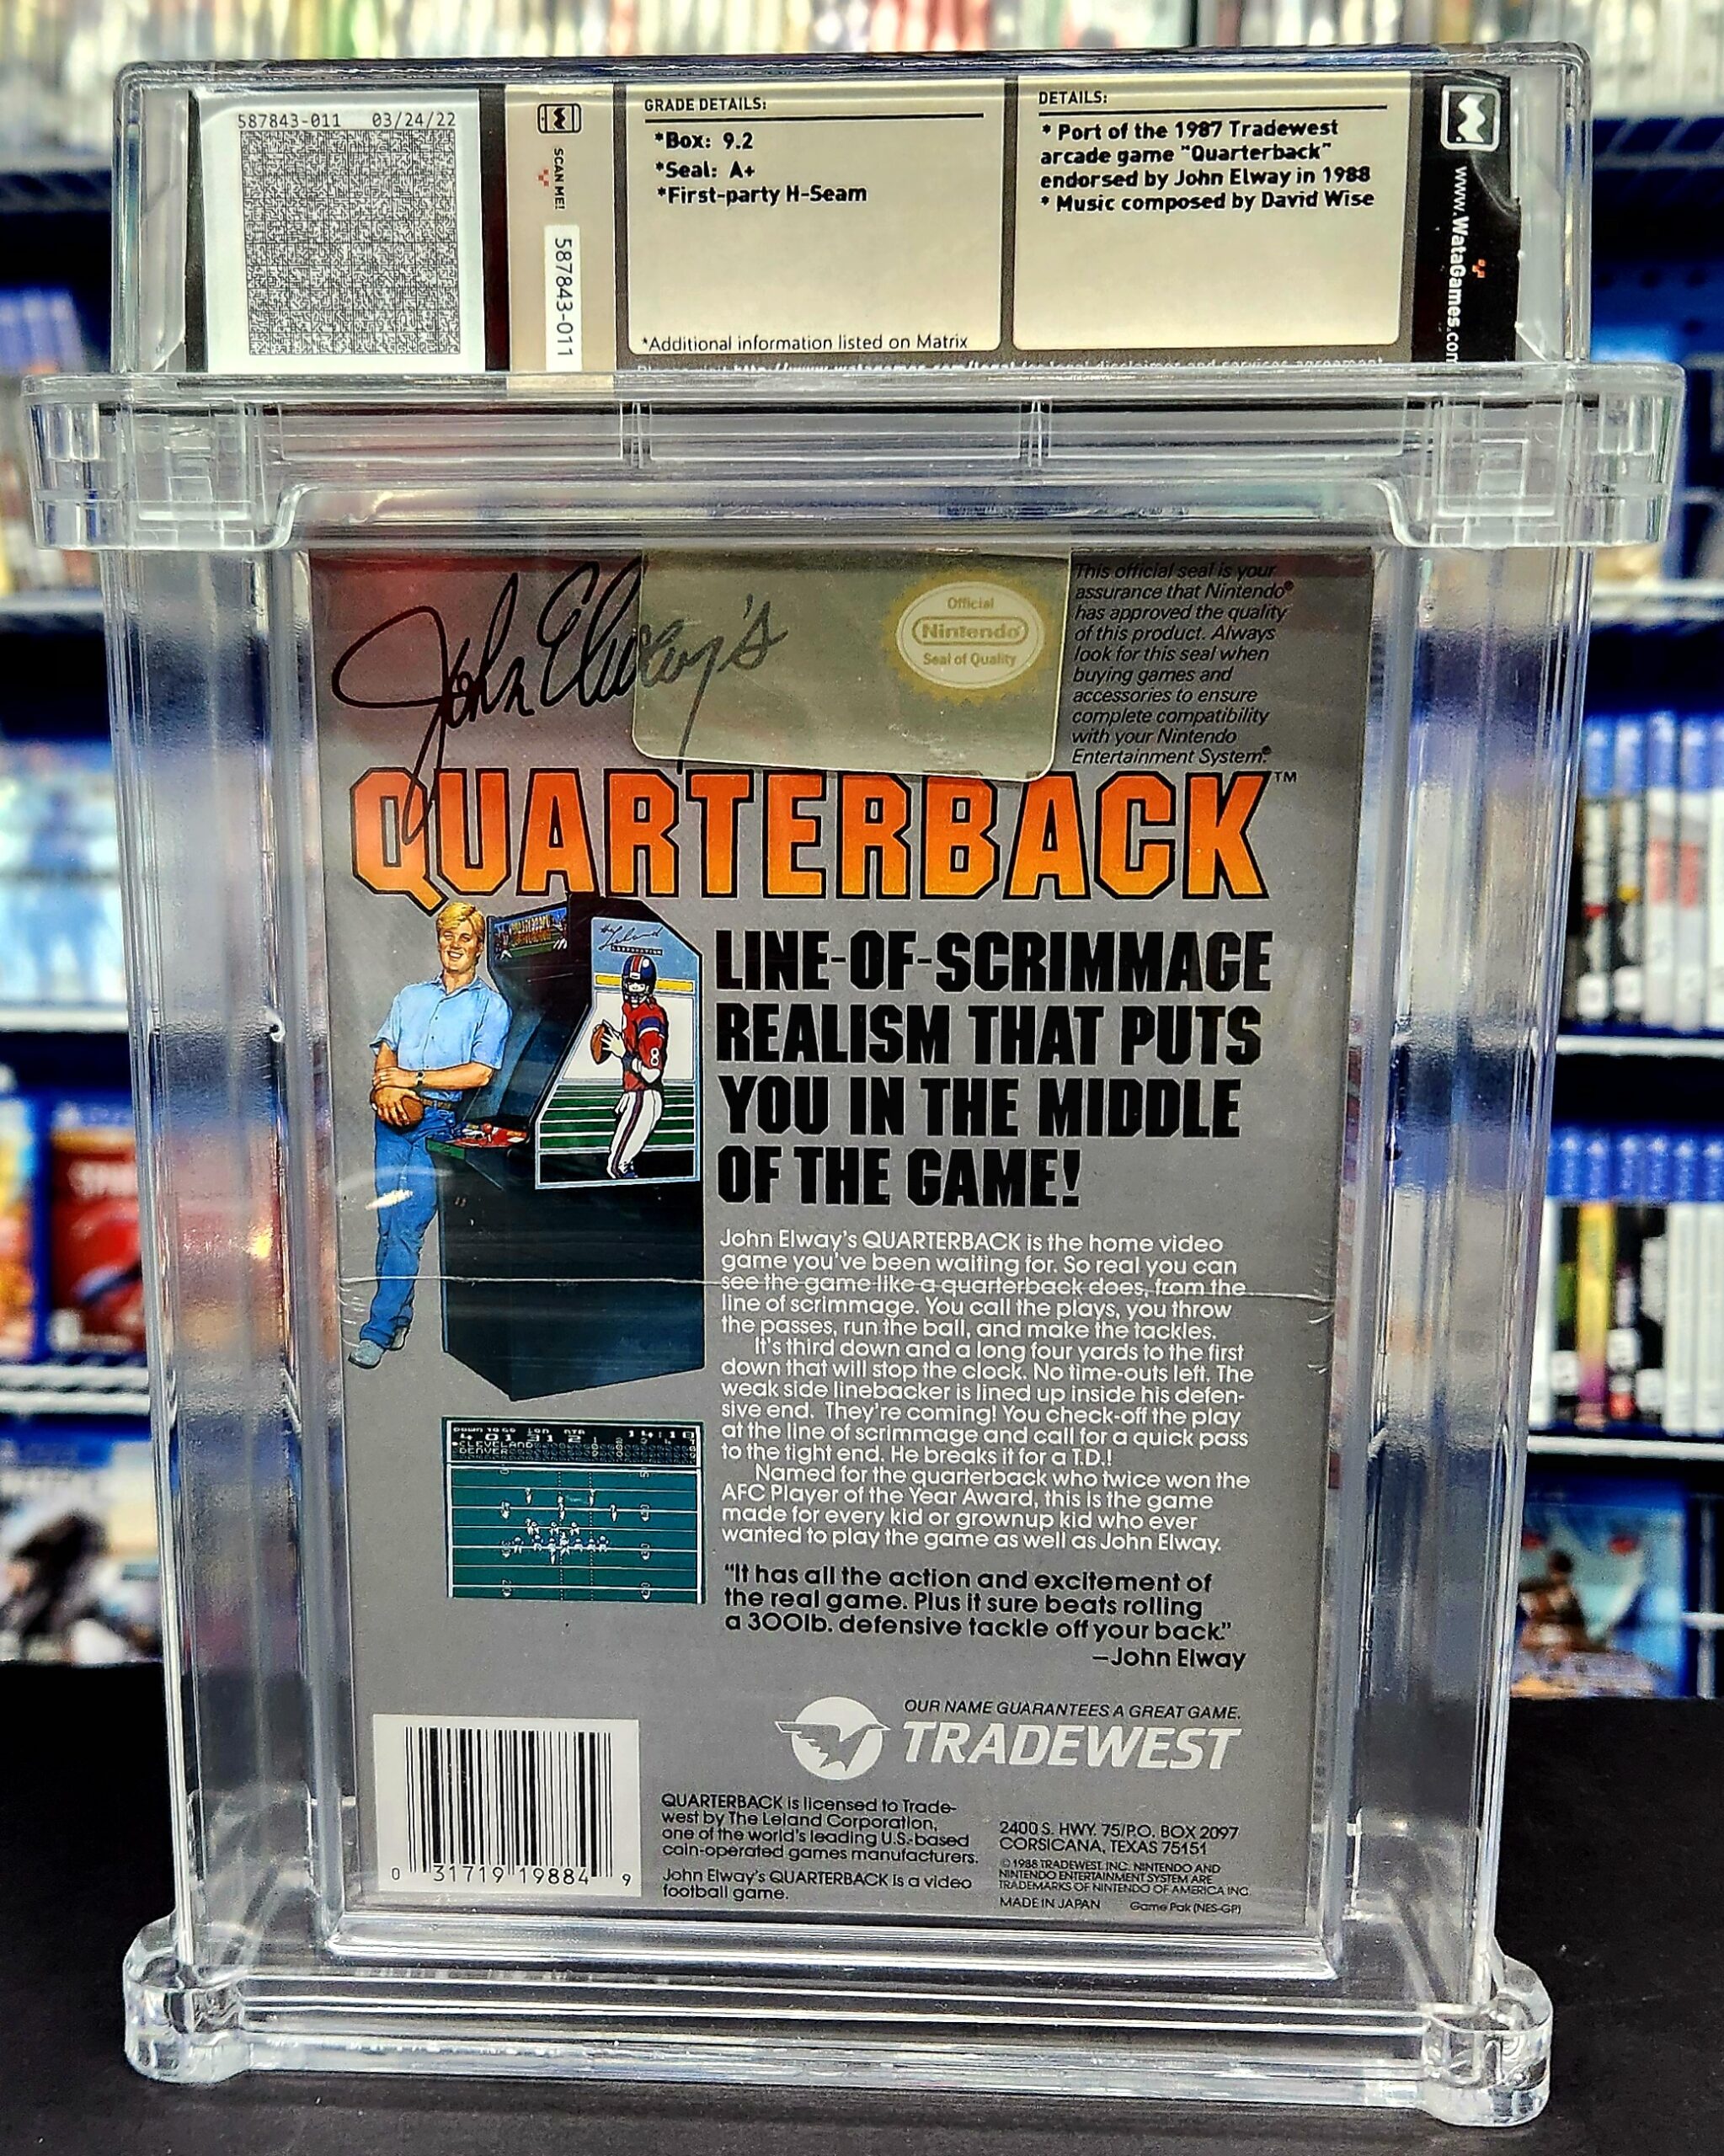 587843-011 03/24/22
SCAN ME!
587843-011
GRADE DETAILS:
*Box: 9.2
*Seal: A+
*First-party H-Seam
*Additional information listed on Matrix
DETAILS:
* Port of the 1987 Tradewest
arcade game "Quarterback"
endorsed by John Elway in 1988
* Music composed by David Wise
www.WataGames.com
John Elway's
Official
Nintendo®
Seal of Quality
This official seal is your
assurance that Nintendo®
has approved the quality
of this product. Always
look for this seal when
buying games and
accessories to ensure
complete compatibility
with your Nintendo
Entertainment System.®
QUARTERBACK™
LINE-OF-SCRIMMAGE
REALISM THAT PUTS
YOU IN THE MIDDLE
OF THE GAME!
8
John Elway's QUARTERBACK is the home video
game you've been waiting for. So real you can
see the game like a quarterback does, from the
line of scrimmage. You call the plays, you throw
the passes, run the ball, and make the tackles.
It's third down and a long four yards to the first
down that will stop the clock. No time-outs left. The
weak side linebacker is lined up inside his defen-
sive end. They're coming! You check-off the play
at the line of scrimmage and call for a quick pass
to the tight end. He breaks it for a T.D.!
Named for the quarterback who twice won the
AFC Player of the Year Award, this is the game
made for every kid or grownup kid who ever
wanted to play the game as well as John Elway.
CLEVELAND
DENVER
"It has all the action and excitement of
the real game. Plus it sure beats rolling
a 300lb. defensive tackle off your back."
—John Elway
OUR NAME GUARANTEES A GREAT GAME.
TRADEWEST
0 31719 19884 9
QUARTERBACK is licensed to Trade-
west by The Leland Corporation,
one of the world's leading U.S.-based
coin-operated games manufacturers.
John Elway's QUARTERBACK is a video
football game.
2400 S. HWY. 75/P.O. BOX 2097
CORSICANA, TEXAS 75151
© 1988 TRADEWEST, INC. NINTENDO AND
NINTENDO ENTERTAINMENT SYSTEM ARE
TRADEMARKS OF NINTENDO OF AMERICA INC.
MADE IN JAPAN Game Pak (NES-GP)